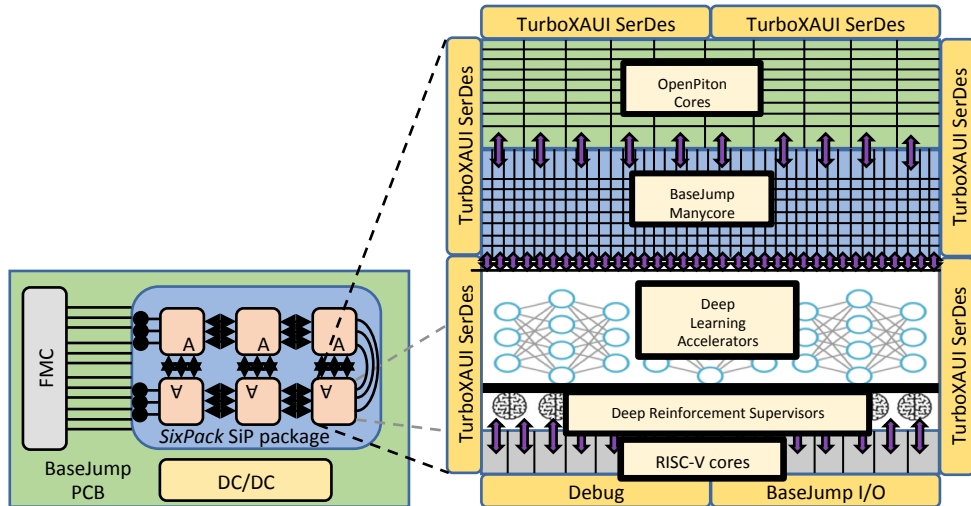 TurboXAUI SerDes
TurboXAUI SerDes
TurboXAUI SerDes
TurboXAUI SerDes
OpenPiton
Cores
BaseJump
Manycore
TurboXAUI SerDes
TurboXAUI SerDes
Deep
Learning
Accelerators
Deep Reinforcement Supervisors
RISC-V cores
Debug
BaseJump I/O
FMC
A
A
A
A
A
A
SixPack SiP package
BaseJump
PCB
DC/DC